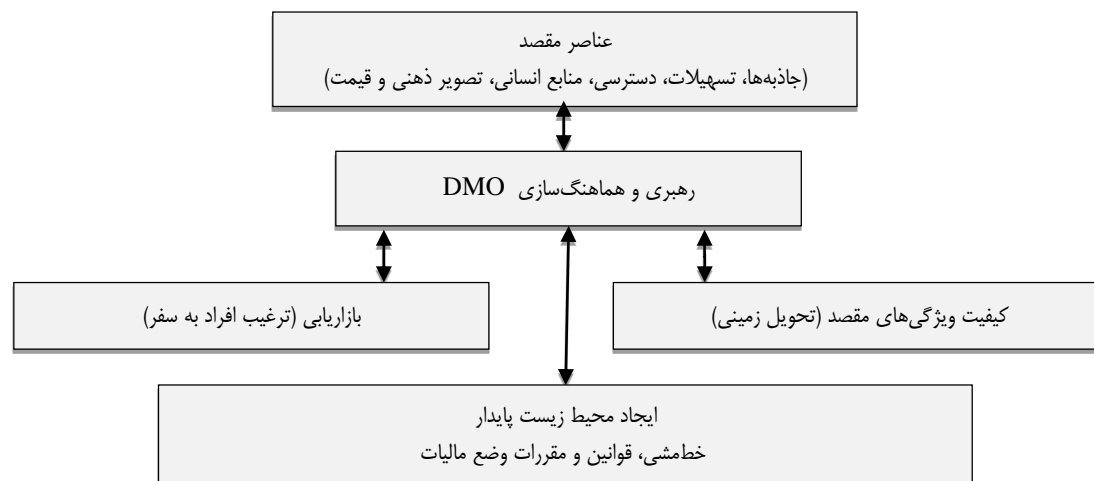 عناصر مقصد
(جاذبه‌ها، تسهیلات، دسترسی، منابع انسانی، تصویر ذهنی و قیمت)
رهبری و هماهنگ‌سازی DMO
کیفیت ویژگی‌های مقصد (تحویل زمینی)
بازاریابی (ترغیب افراد به سفر)
ایجاد محیط زیست پایدار
خط‌مشی، قوانین و مقررات وضع مالیات